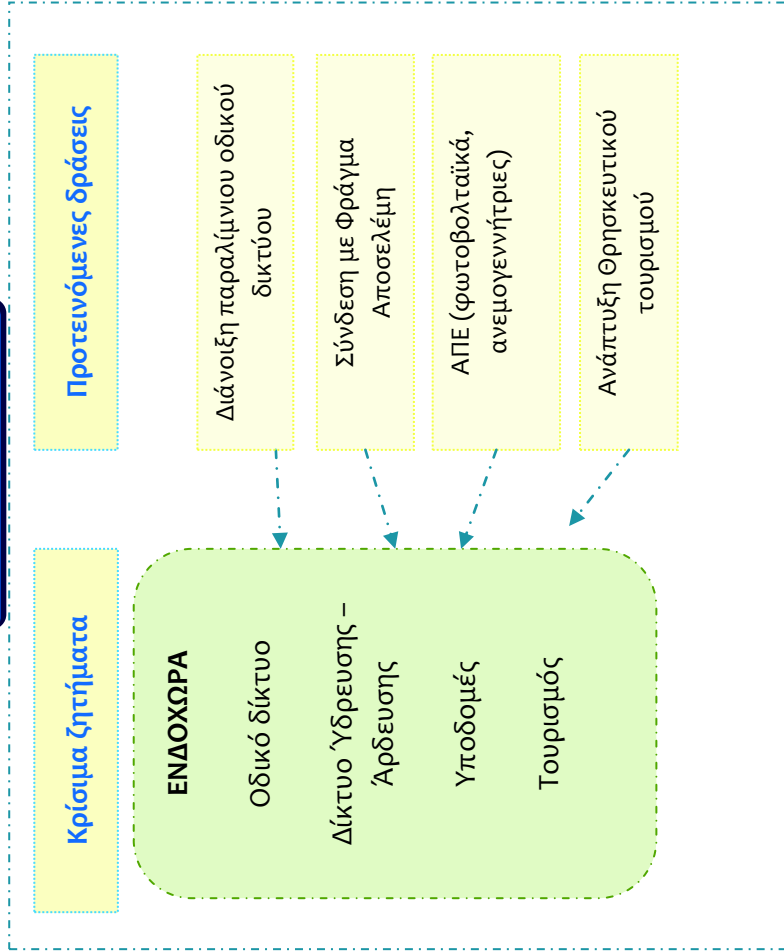 Κρίσιμα ζητήματα
Προτεινόμενες δράσεις
ΕΝΔΟΧΩΡΑ
Οδικό δίκτυο
Δίκτυο Ύδρευσης –
Άρδευσης
Υποδομές
Τουρισμός
Διάνοιξη παραλίμνιου οδικού
δικτύου
Σύνδεση με Φράγμα
Αποσελέμη
ΑΠΕ (φωτοβολταϊκά,
ανεμογεννήτριες)
Ανάπτυξη Θρησκευτικού
τουρισμού